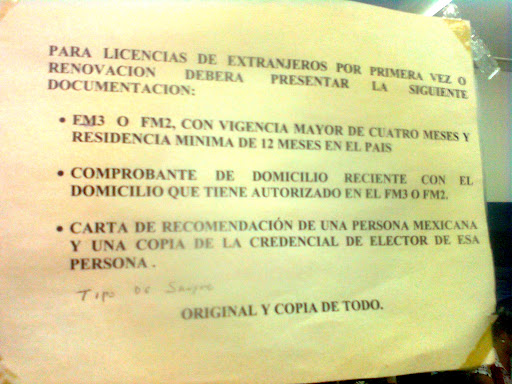 PARA LICENCIAS DE EXTRANJEROS POR PRIMERA VEZ O
RENOVACION DEBERA PRESENTAR LA SIGUIENTE
DOCUMENTACION:
• FM3 O FM2, CON VIGENCIA MAYOR DE CUATRO MESES Y
RESIDENCIA MINIMA DE 12 MESES EN EL PAIS
• COMPROBANTE DE DOMICILIO RECIENTE CON EL
DOMICILIO QUE TIENE AUTORIZADO EN EL FM3 O FM2.
• CARTA DE RECOMENDACIÓN DE UNA PERSONA MEXICANA
Y UNA COPIA DE LA CREDENCIAL DE ELECTOR DE ESA
PERSONA .
Tipo De Sangre
ORIGINAL Y COPIA DE TODO.